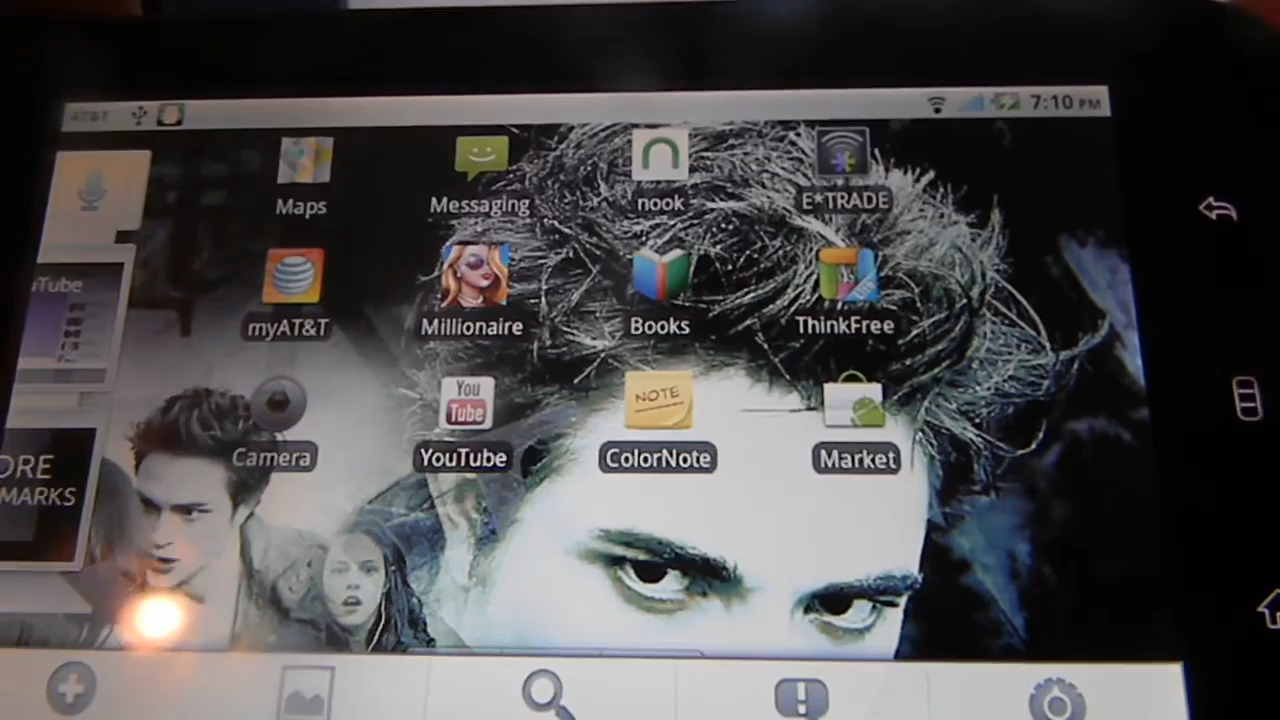 AT&T 7:10 PM
Maps Messaging nook E*TRADE
Tube
myAT&T Millionaire Books ThinkFree
You
Tube
NOTE
Camera YouTube ColorNote Market
ORE
MARKS